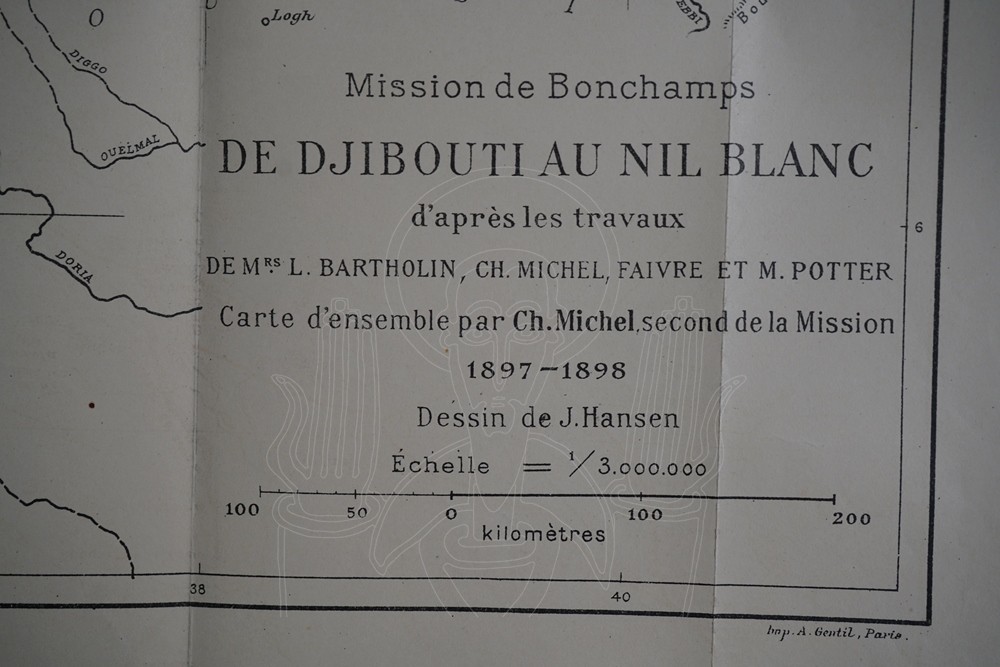 Logh
EBBI
DIGGO
OUÉLMAL
DORIA
Mission de Bonchamps
DE DJIBOUTI AU NIL BLANC
d'après les travaux
DE MRS L. BARTHOLIN, CH. MICHEL, FAIVRE ET M. POTTER
Carte d'ensemble par Ch. Michel, second de la Mission
1897-1898
Dessin de J. Hansen
Échelle = 1/3.000.000
100 50 0 100 200
kilomètres
6
38 40
Imp. A. Gentil, Paris.